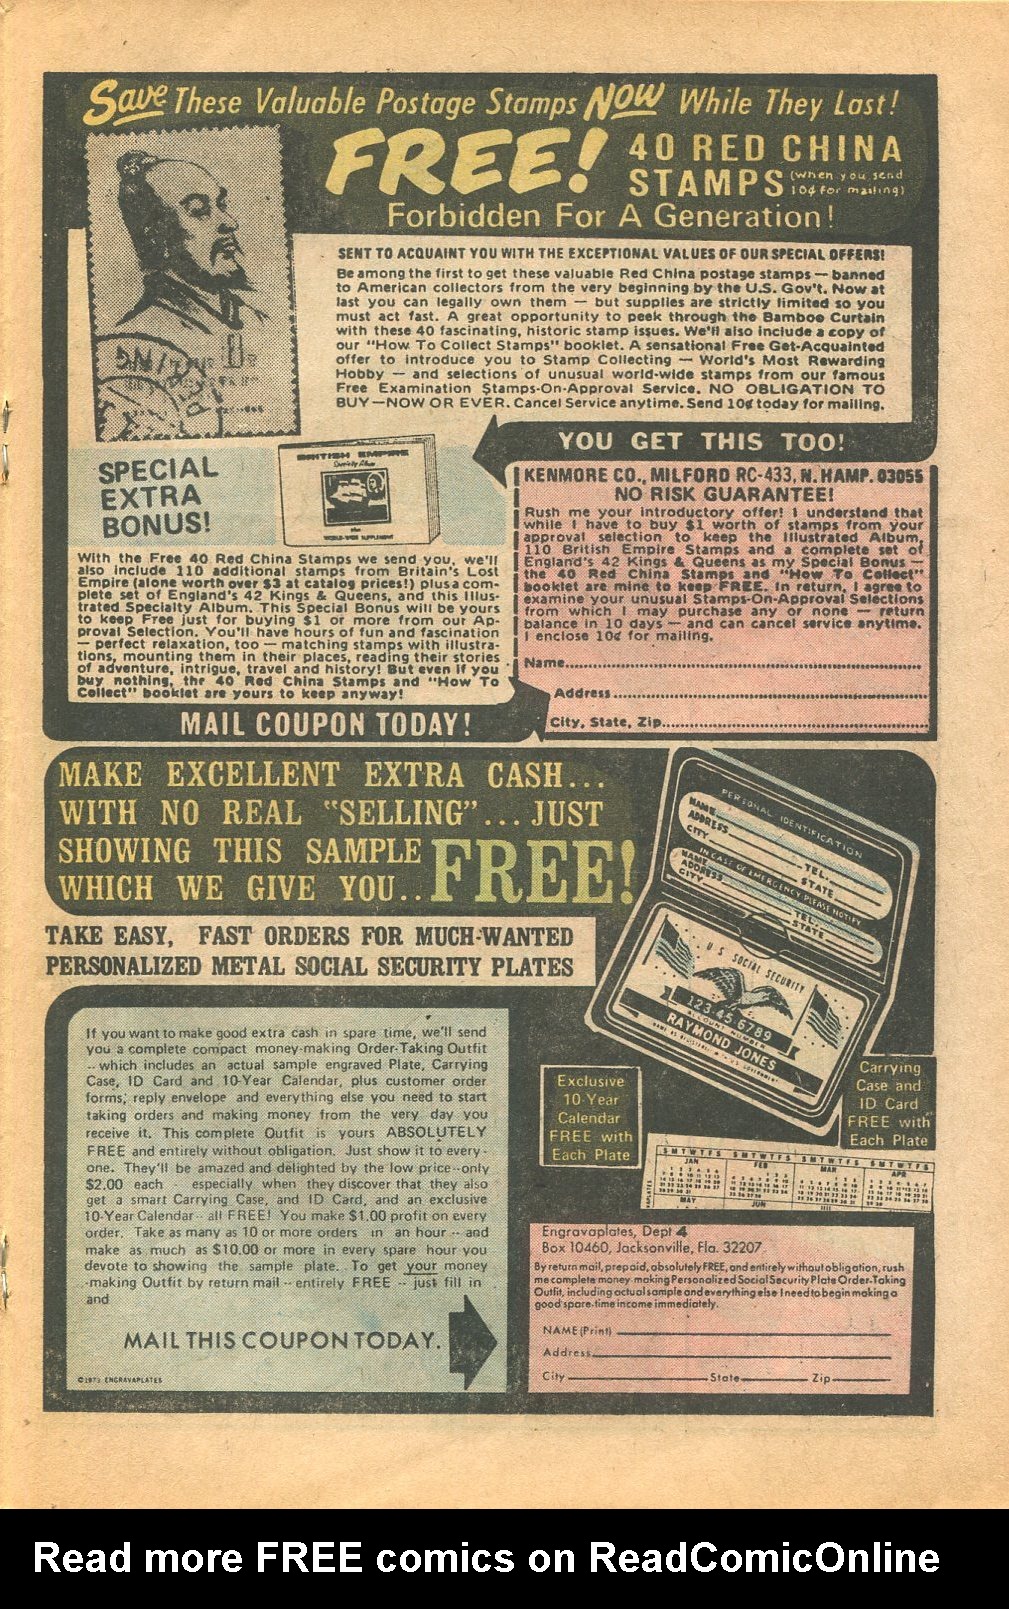 Save These Valuable Postage Stamps NOW While They Last!
FREE! 40 RED CHINA
STAMPS (when you send
10¢ for mailing)
Forbidden For A Generation!
SENT TO ACQUAINT YOU WITH THE EXCEPTIONAL VALUES OF OUR SPECIAL OFFERS!
Be among the first to get these valuable Red China postage stamps — banned
to American collectors from the very beginning by the U.S. Gov't. Now at
last you can legally own them — but supplies are strictly limited so you
must act fast. A great opportunity to peek through the Bamboo Curtain
with these 40 fascinating, historic stamp issues. We'll also include a copy of
our "How To Collect Stamps" booklet. A sensational Free Get-Acquainted
offer to introduce you to Stamp Collecting — World's Most Rewarding
Hobby — and selections of unusual world-wide stamps from our famous
Free Examination Stamps-On-Approval Service. NO OBLIGATION TO
BUY—NOW OR EVER. Cancel Service anytime. Send 10¢ today for mailing.
YOU GET THIS TOO!
SPECIAL
EXTRA
BONUS!
BRITISH EMPIRE
Specialty Album
plus
WORLD-WIDE SUPPLEMENT
With the Free 40 Red China Stamps we send you, we'll
also include 110 additional stamps from Britain's Lost
Empire (alone worth over $3 at catalog prices!) plus a com-
plete set of England's 42 Kings & Queens, and this Illus-
trated Specialty Album. This Special Bonus will be yours
to keep Free just for buying $1 or more from our Ap-
proval Selection. You'll have hours of fun and fascination
— perfect relaxation, too — matching stamps with illustra-
tions, mounting them in their places, reading their stories
of adventure, intrigue, travel and history! But even if you
buy nothing, the 40 Red China Stamps and "How To
Collect" booklet are yours to keep anyway!
MAIL COUPON TODAY!
KENMORE CO., MILFORD RC-433, N. HAMP. 03055
NO RISK GUARANTEE!
Rush me your introductory offer! I understand that
while I have to buy $1 worth of stamps from your
approval selection to keep the Illustrated Album,
110 British Empire Stamps and a complete set of
England's 42 Kings & Queens as my Special Bonus —
the 40 Red China Stamps and "How To Collect"
booklet are mine to keep FREE. In return, I agree to
examine your unusual Stamps-On-Approval Selections
from which I may purchase any or none — return
balance in 10 days — and can cancel service anytime.
I enclose 10¢ for mailing.
Name
Address
City, State, Zip
MAKE EXCELLENT EXTRA CASH...
WITH NO REAL "SELLING"... JUST
SHOWING THIS SAMPLE
WHICH WE GIVE YOU.. FREE!
TAKE EASY, FAST ORDERS FOR MUCH-WANTED
PERSONALIZED METAL SOCIAL SECURITY PLATES
PERSONAL IDENTIFICATION
NAME
ADDRESS TEL.
CITY STATE
IN CASE OF EMERGENCY PLEASE NOTIFY
NAME
ADDRESS TEL.
CITY STATE
U S SOCIAL SECURITY
123-45-6789
ACCOUNT NUMBER
RAYMOND JONES
If you want to make good extra cash in spare time, we'll send
you a complete compact money-making Order-Taking Outfit
-- which includes an actual sample engraved Plate, Carrying
Case, ID Card and 10-Year Calendar, plus customer order
forms, reply envelope and everything else you need to start
taking orders and making money from the very day you
receive it. This complete Outfit is yours ABSOLUTELY
FREE and entirely without obligation. Just show it to every-
one. They'll be amazed and delighted by the low price--only
$2.00 each - especially when they discover that they also
get a smart Carrying Case, and ID Card, and an exclusive
10-Year Calendar -- all FREE! You make $1.00 profit on every
order. Take as many as 10 or more orders in an hour -- and
make as much as $10.00 or more in every spare hour you
devote to showing the sample plate. To get your money
-making Outfit by return mail -- entirely FREE -- just fill in
and
MAIL THIS COUPON TODAY.
©1973 ENGRAVAPLATES
Exclusive
10-Year
Calendar
FREE with
Each Plate
Carrying
Case and
ID Card
FREE with
Each Plate
S M T W T F S S M T W T F S S M T W T F S S M T W T F S
JAN FEB MAR APR
MAY JUN
Engravaplates, Dept 4
Box 10460, Jacksonville, Fla. 32207
By return mail, prepaid, absolutely FREE, and entirely without obligation, rush
me complete money-making Personalized Social Security Plate Order-Taking
Outfit, including actual sample and everything else I need to begin making a
good spare-time income immediately.
NAME (Print)
Address
City State Zip
Read more FREE comics on ReadComicOnline